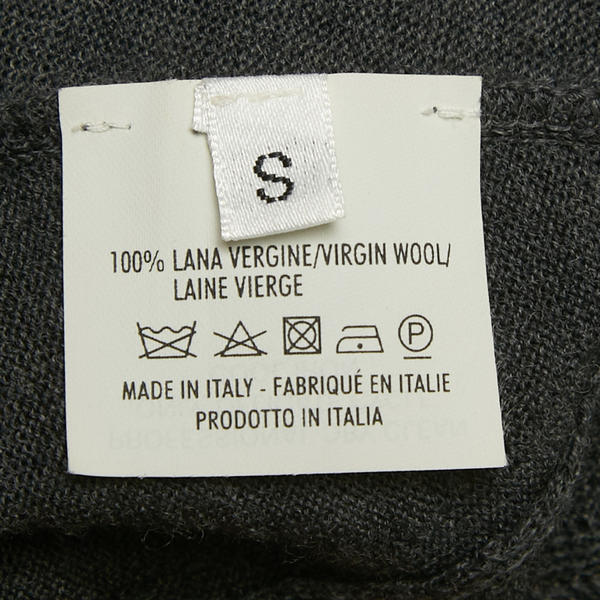 S
100% LANA VERGINE/VIRGIN WOOL/
LAINE VIERGE
P
MADE IN ITALY - FABRIQUÉ EN ITALIE
PRODOTTO IN ITALIA